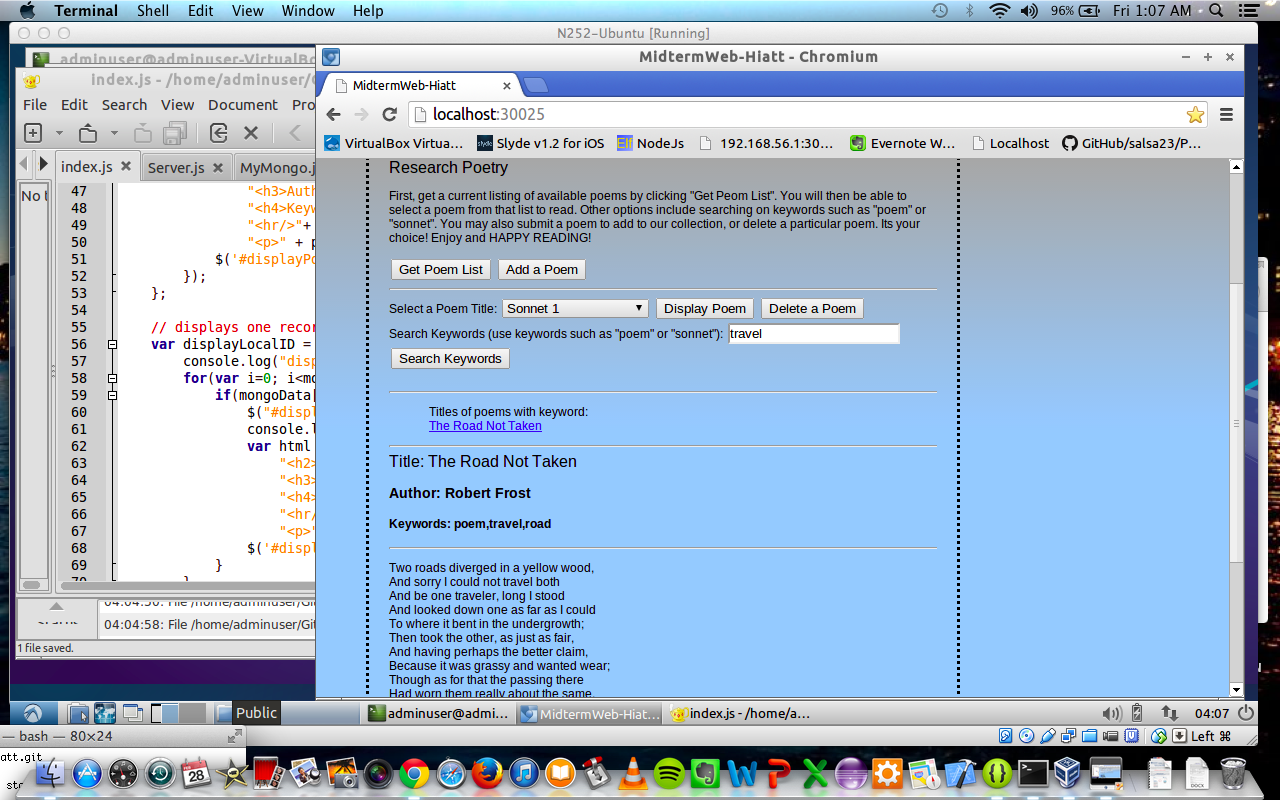 Terminal Shell Edit View Window Help 96% Fri 1:07 AM
N252-Ubuntu [Running]
adminuser@adminuser-VirtualBo
MidtermWeb-Hiatt - Chromium
index.js - /home/adminuser/G
MidtermWeb-Hiatt
File Edit Search View Document Pro
localhost:30025
VirtualBox Virtua... Slyde v1.2 for iOS NodeJs 192.168.56.1:30... Evernote W... Localhost GitHub/salsa23/P...
index.js Server.js MyMongo.j
No t
47 "<h3>Auth
48 "<h4>Keyw
49 "<hr/>"+
50 "<p>" + p
51 $('#displayPo
52 });
53 };
54
55 // displays one recor
56 var displayLocalID =
57 console.log("disp
58 for(var i=0; i<mo
59 if(mongoData[
60 $("#displ
61 console.l
62 var html
63 "<h2>
64 "<h3>
65 "<h4>
66 "<hr/
67 "<p>"
68 $('#displ
69 }
70 }
04:04:50: File /home/adminuser/Git
04:04:58: File /home/adminuser/Git
Status
1 file saved.
Research Poetry
First, get a current listing of available poems by clicking "Get Peom List". You will then be able to
select a poem from that list to read. Other options include searching on keywords such as "poem" or
"sonnet". You may also submit a poem to add to our collection, or delete a particular poem. Its your
choice! Enjoy and HAPPY READING!
Get Poem List Add a Poem
Select a Poem Title: Sonnet 1 Display Poem Delete a Poem
Search Keywords (use keywords such as "poem" or "sonnet"): travel
Search Keywords
Titles of poems with keyword:
The Road Not Taken
Title: The Road Not Taken
Author: Robert Frost
Keywords: poem,travel,road
Two roads diverged in a yellow wood,
And sorry I could not travel both
And be one traveler, long I stood
And looked down one as far as I could
To where it bent in the undergrowth;
Then took the other, as just as fair,
And having perhaps the better claim,
Because it was grassy and wanted wear;
Though as for that the passing there
Had worn them really about the same,
Public adminuser@admi... MidtermWeb-Hiat... index.js - /home/a... 04:07
Left ⌘
— bash — 80×24
att.git
str
28